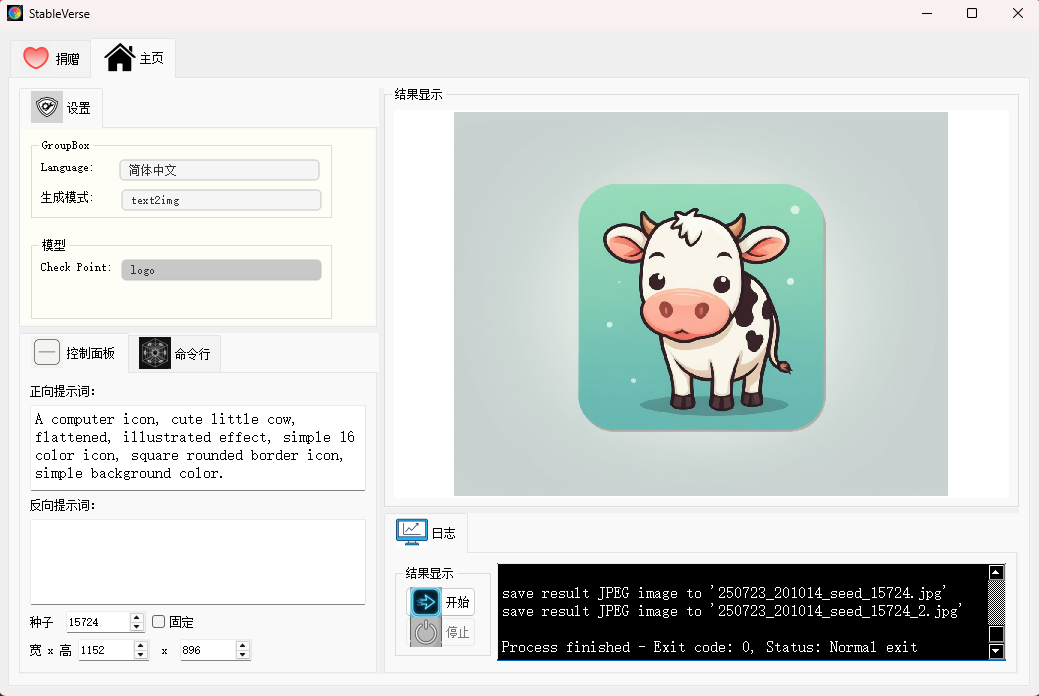 StableVerse
捐赠
主页
设置
GroupBox
Language:
简体中文
生成模式:
text2img
模型
Check Point:
logo
控制面板
命令行
正向提示词:
A computer icon, cute little cow,
flattened, illustrated effect, simple 16
color icon, square rounded border icon,
simple background color.
反向提示词:
种子
15724
固定
宽 x 高
1152
x
896
结果显示
日志
结果显示
开始
停止
save result JPEG image to '250723_201014_seed_15724.jpg'
save result JPEG image to '250723_201014_seed_15724_2.jpg'
Process finished - Exit code: 0, Status: Normal exit